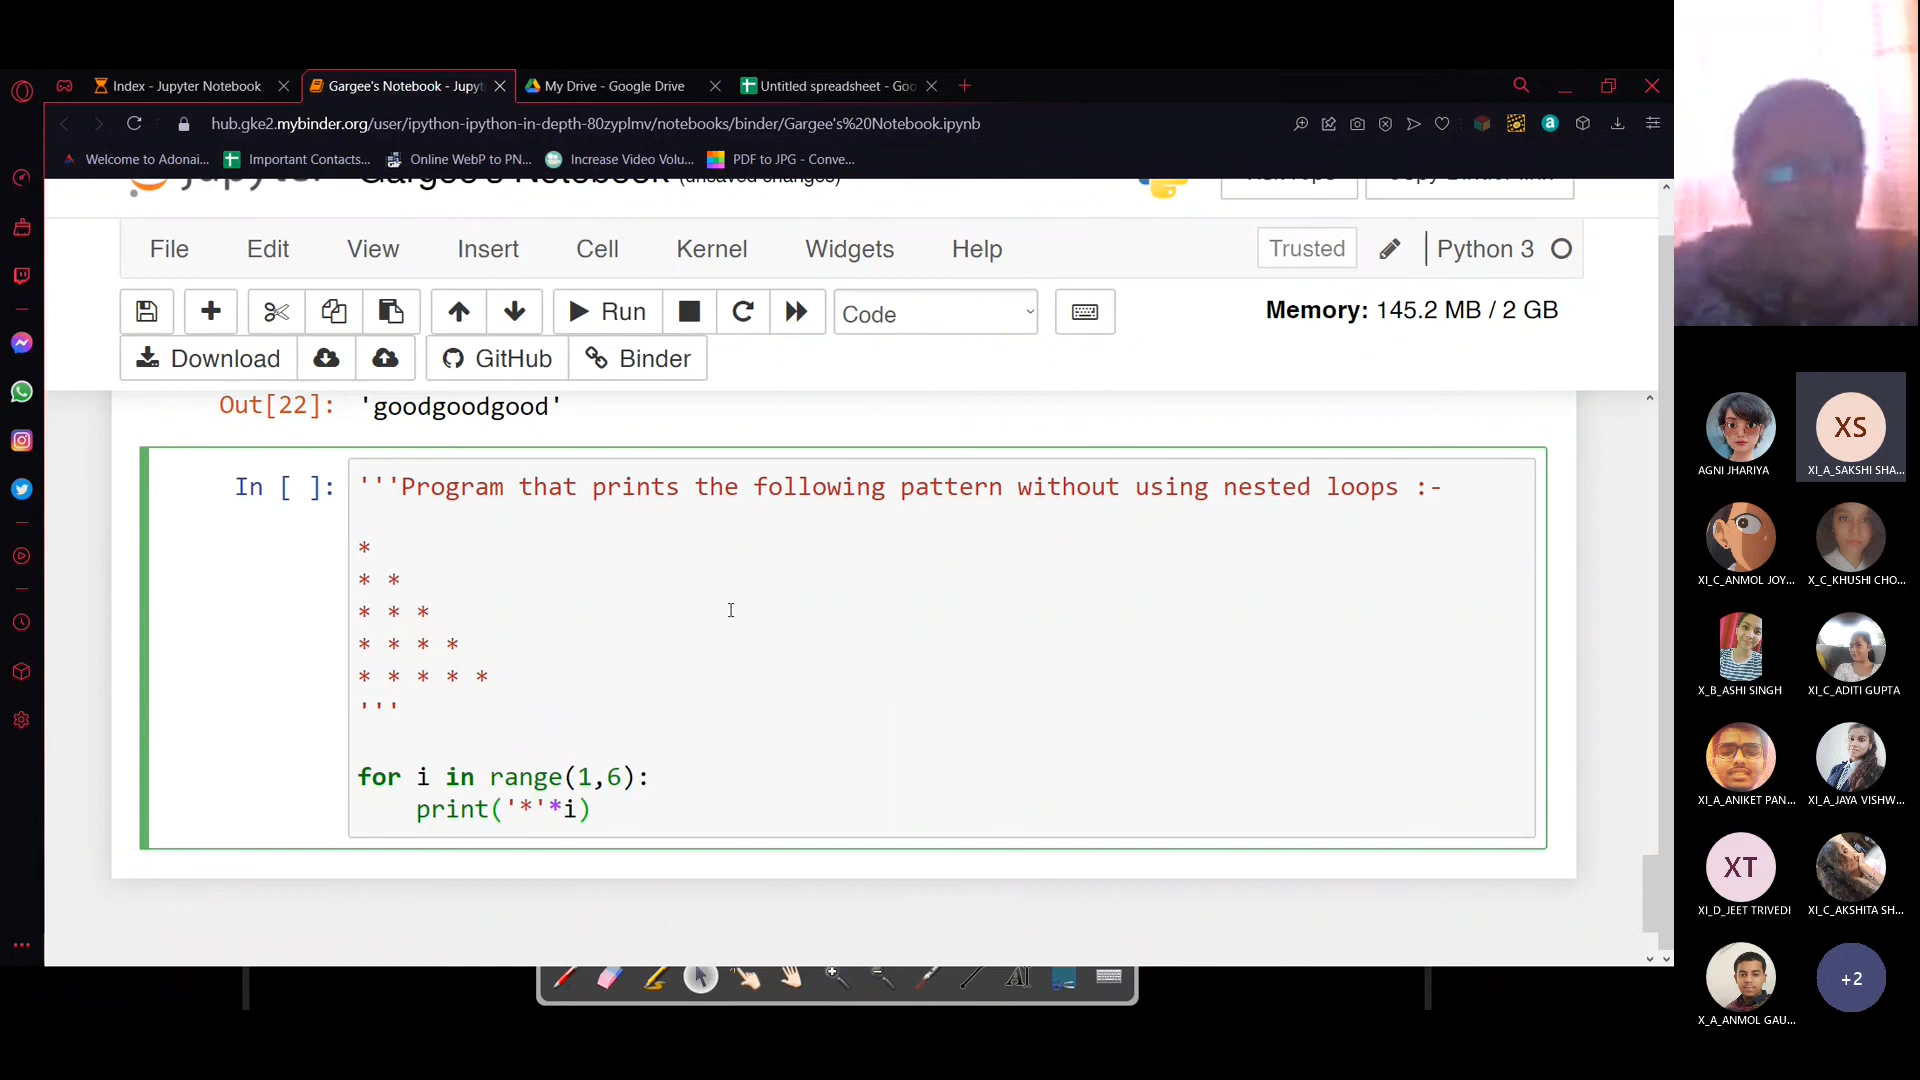 Index - Jupyter Notebook
Gargee's Notebook - Jupyt
My Drive - Google Drive
Untitled spreadsheet - Goo
hub.gke2.mybinder.org/user/ipython-ipython-in-depth-80zyplmv/notebooks/binder/Gargee's%20Notebook.ipynb
Welcome to Adonai...
Important Contacts...
Online WebP to PN...
Increase Video Volu...
PDF to JPG - Conve...
jupyter Gargee's Notebook (unsaved changes)
File Edit View Insert Cell Kernel Widgets Help
Trusted
Python 3
Run
Code
Memory: 145.2 MB / 2 GB
Download
GitHub
Binder
Out[22]: 'goodgoodgood'
In [ ]: '''Program that prints the following pattern without using nested loops :-
*
* *
* * *
* * * *
* * * * *
'''
for i in range(1,6):
    print('*'*i)
XS
AGNI JHARIYA
XI_A_SAKSHI SHA...
XI_C_ANMOL JOY...
X_C_KHUSHI CHO...
X_B_ASHI SINGH
XI_C_ADITI GUPTA
XI_A_ANIKET PAN...
XI_A_JAYA VISHW...
XT
XI_D_JEET TRIVEDI
XI_C_AKSHITA SH...
+2
X_A_ANMOL GAU...